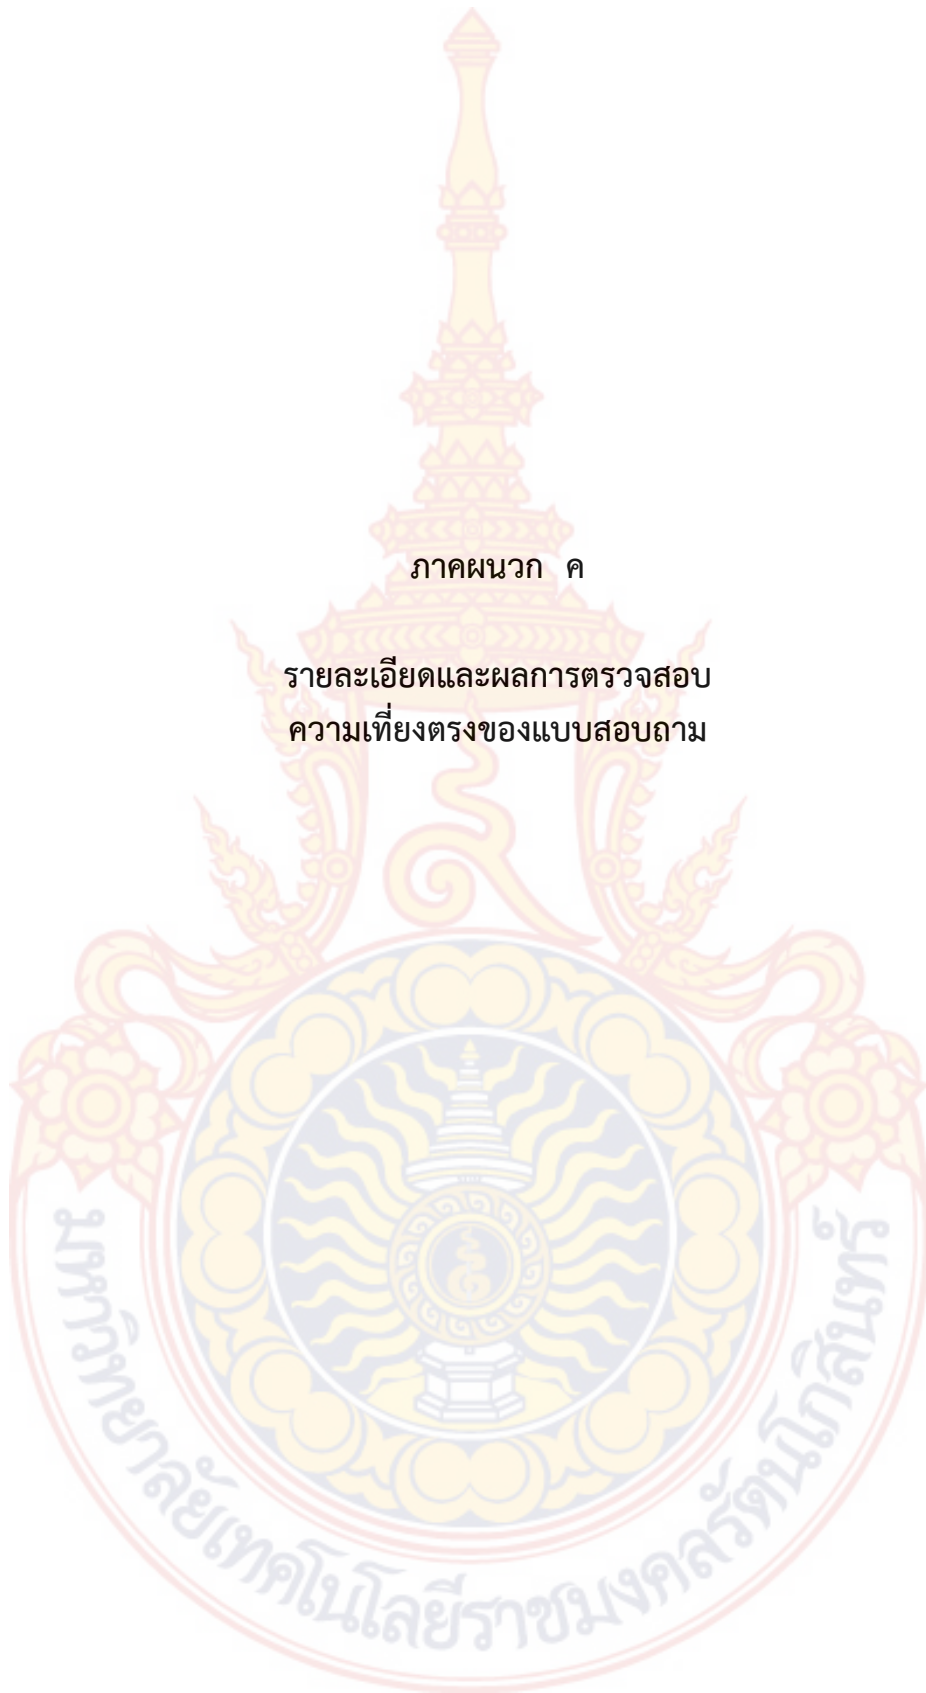 ภาคผนวก ค
รายละเอียดและผลการตรวจสอบ
ความเที่ยงตรงของแบบสอบถาม
มหาวิทยาลัยเทคโนโลยีราชมงคลรัตนโกสินทร์